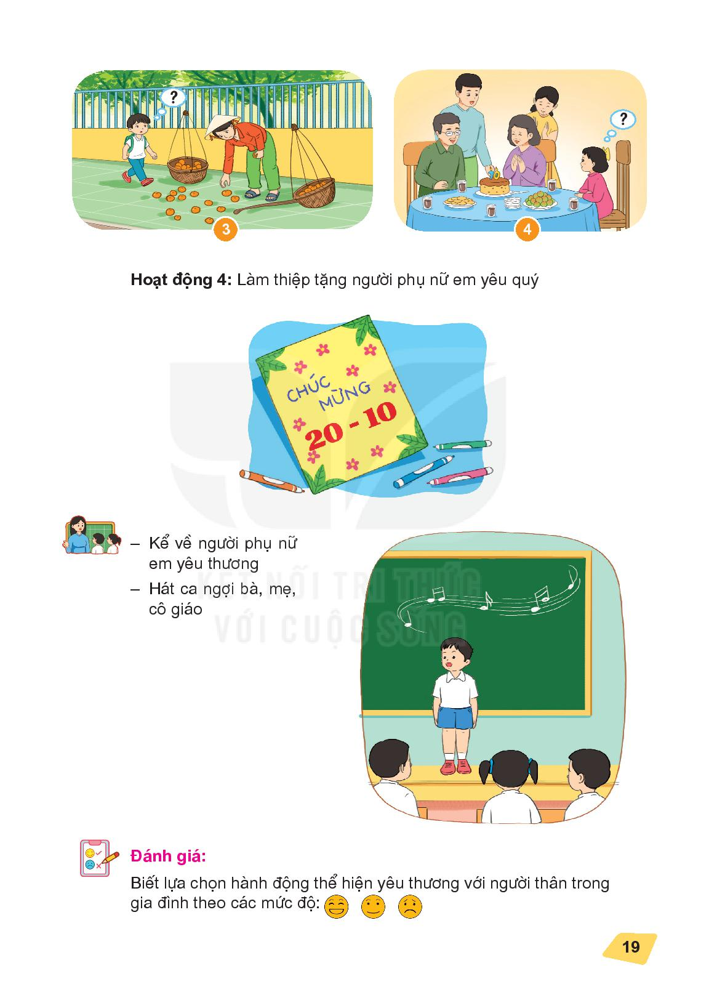 ?
?
3
4
Hoạt động 4: Làm thiệp tặng người phụ nữ em yêu quý
CHÚC
MỪNG
20 - 10
– Kể về người phụ nữ
em yêu thương
– Hát ca ngợi bà, mẹ,
cô giáo
KẾT NỐI TRI THỨC
VỚI CUỘC SỐNG
Đánh giá:
Biết lựa chọn hành động thể hiện yêu thương với người thân trong
gia đình theo các mức độ:
19